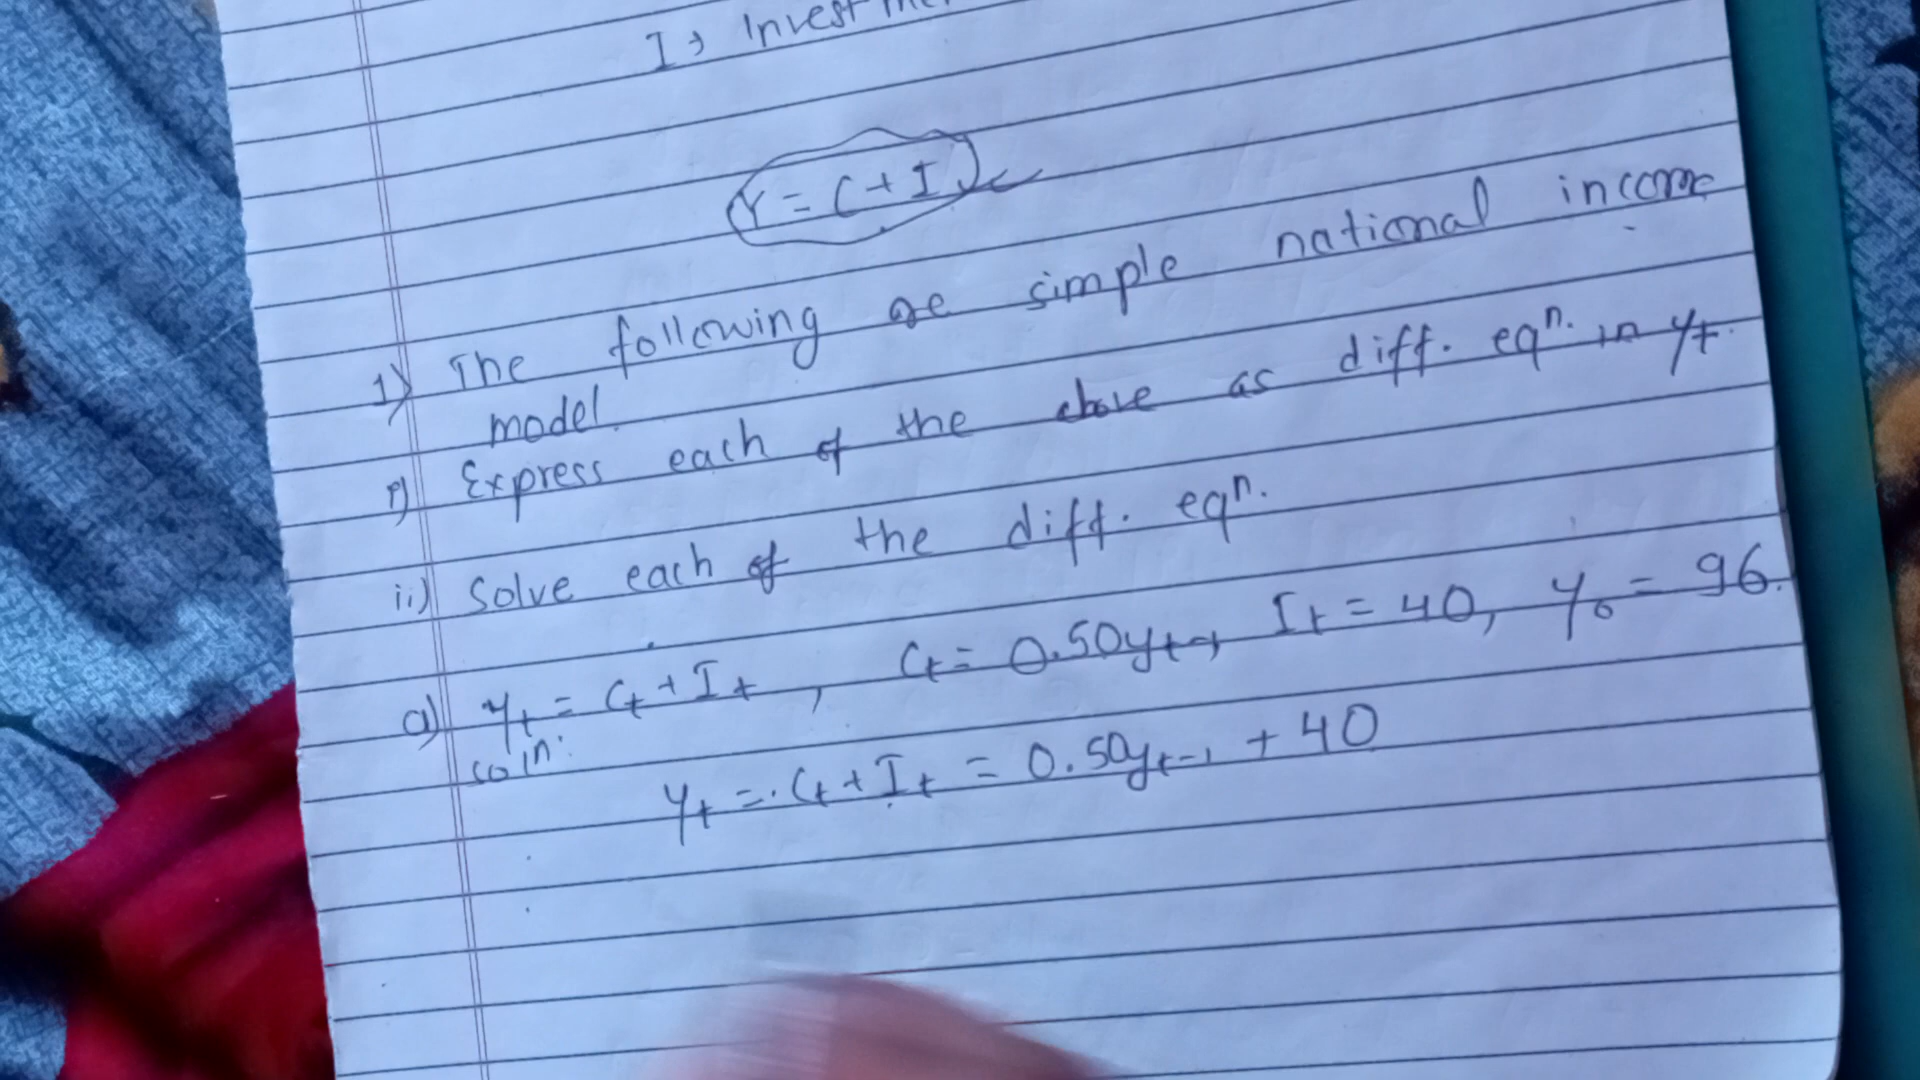 I →
Y = C + I
1) The following are simple national income
model.
i) Express each of the above as diff. eqn. in yt.
ii) Solve each of the diff. eqn.
a) yt = Ct + It , Ct = 0.50yt-1, It = 40, y0 = 96.
soln:
yt = Ct + It = 0.50yt-1 + 40